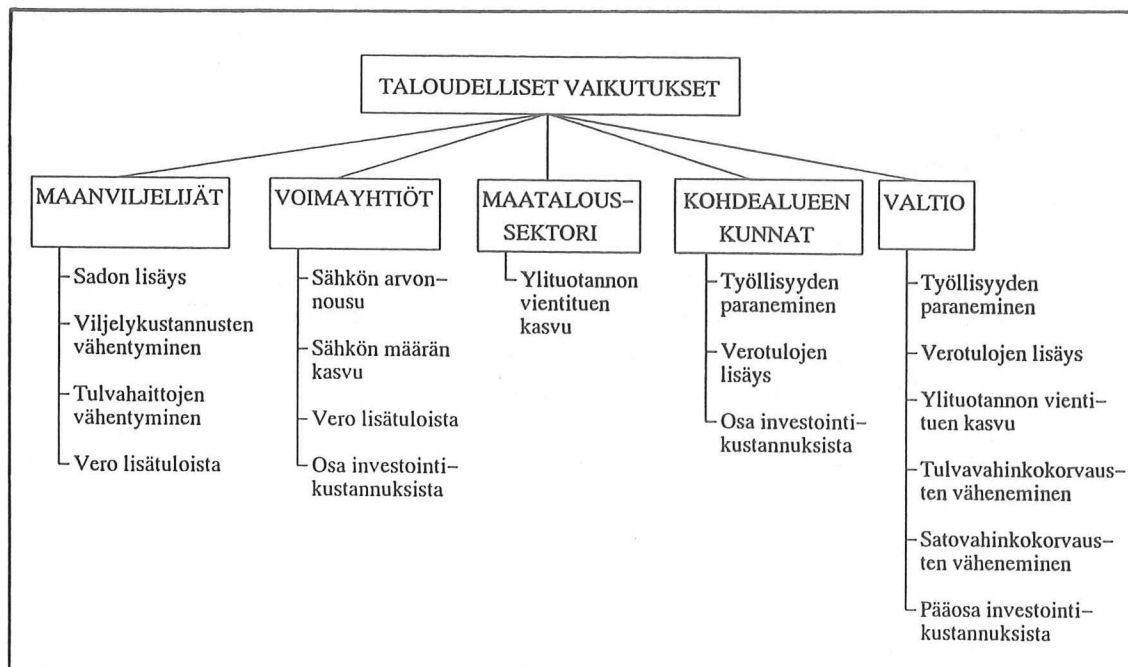 TALOUDELLISET VAIKUTUKSET
MAANVILJELIJÄT
Sadon lisäys
Viljelykustannusten
vähentyminen
Tulvahaittojen
vähentyminen
Vero lisätuloista
VOIMAYHTIÖT
Sähkön arvon–
nousu
Sähkön määrän
kasvu
Vero lisätuloista
Osa investointi–
kustannuksista
MAATALOUS–
SEKTORI
Ylituotannon
vientituen
kasvu
KOHDEALUEEN
KUNNAT
Työllisyyden
paraneminen
Verotulojen
lisäys
Osa investointi–
kustannuksista
VALTIO
Työllisyyden
paraneminen
Verotulojen lisäys
Ylituotannon vienti–
tuen kasvu
Tulvavahinkokorvaus–
ten väheneminen
Satovahinkokorvaus–
ten väheneminen
Pääosa investointi–
kustannuksista